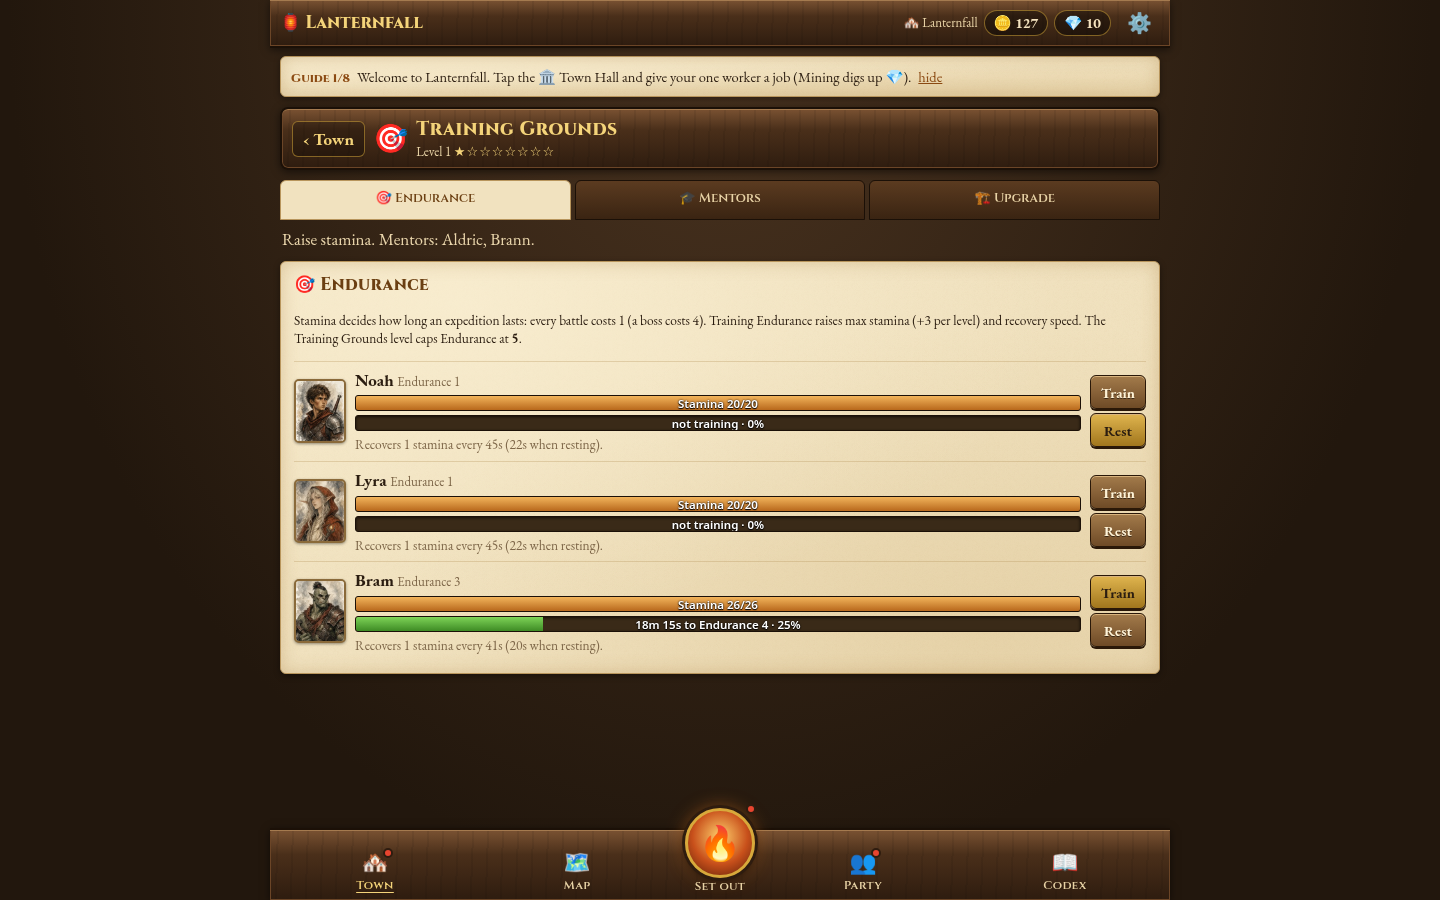 Lanternfall
Lanternfall
127
10
Guide 1/8 Welcome to Lanternfall. Tap the Town Hall and give your one worker a job (Mining digs up ). hide
‹ Town
Training Grounds
Level 1 ★☆☆☆☆☆☆☆
Endurance
Mentors
Upgrade
Raise stamina. Mentors: Aldric, Brann.
Endurance
Stamina decides how long an expedition lasts: every battle costs 1 (a boss costs 4). Training Endurance raises max stamina (+3 per level) and recovery speed. The
Training Grounds level caps Endurance at 5.
Noah Endurance 1
Stamina 20/20
not training · 0%
Recovers 1 stamina every 45s (22s when resting).
Train
Rest
Lyra Endurance 1
Stamina 20/20
not training · 0%
Recovers 1 stamina every 45s (22s when resting).
Train
Rest
Bram Endurance 3
Stamina 26/26
18m 15s to Endurance 4 · 25%
Recovers 1 stamina every 41s (20s when resting).
Train
Rest
Town
Map
Set out
Party
Codex